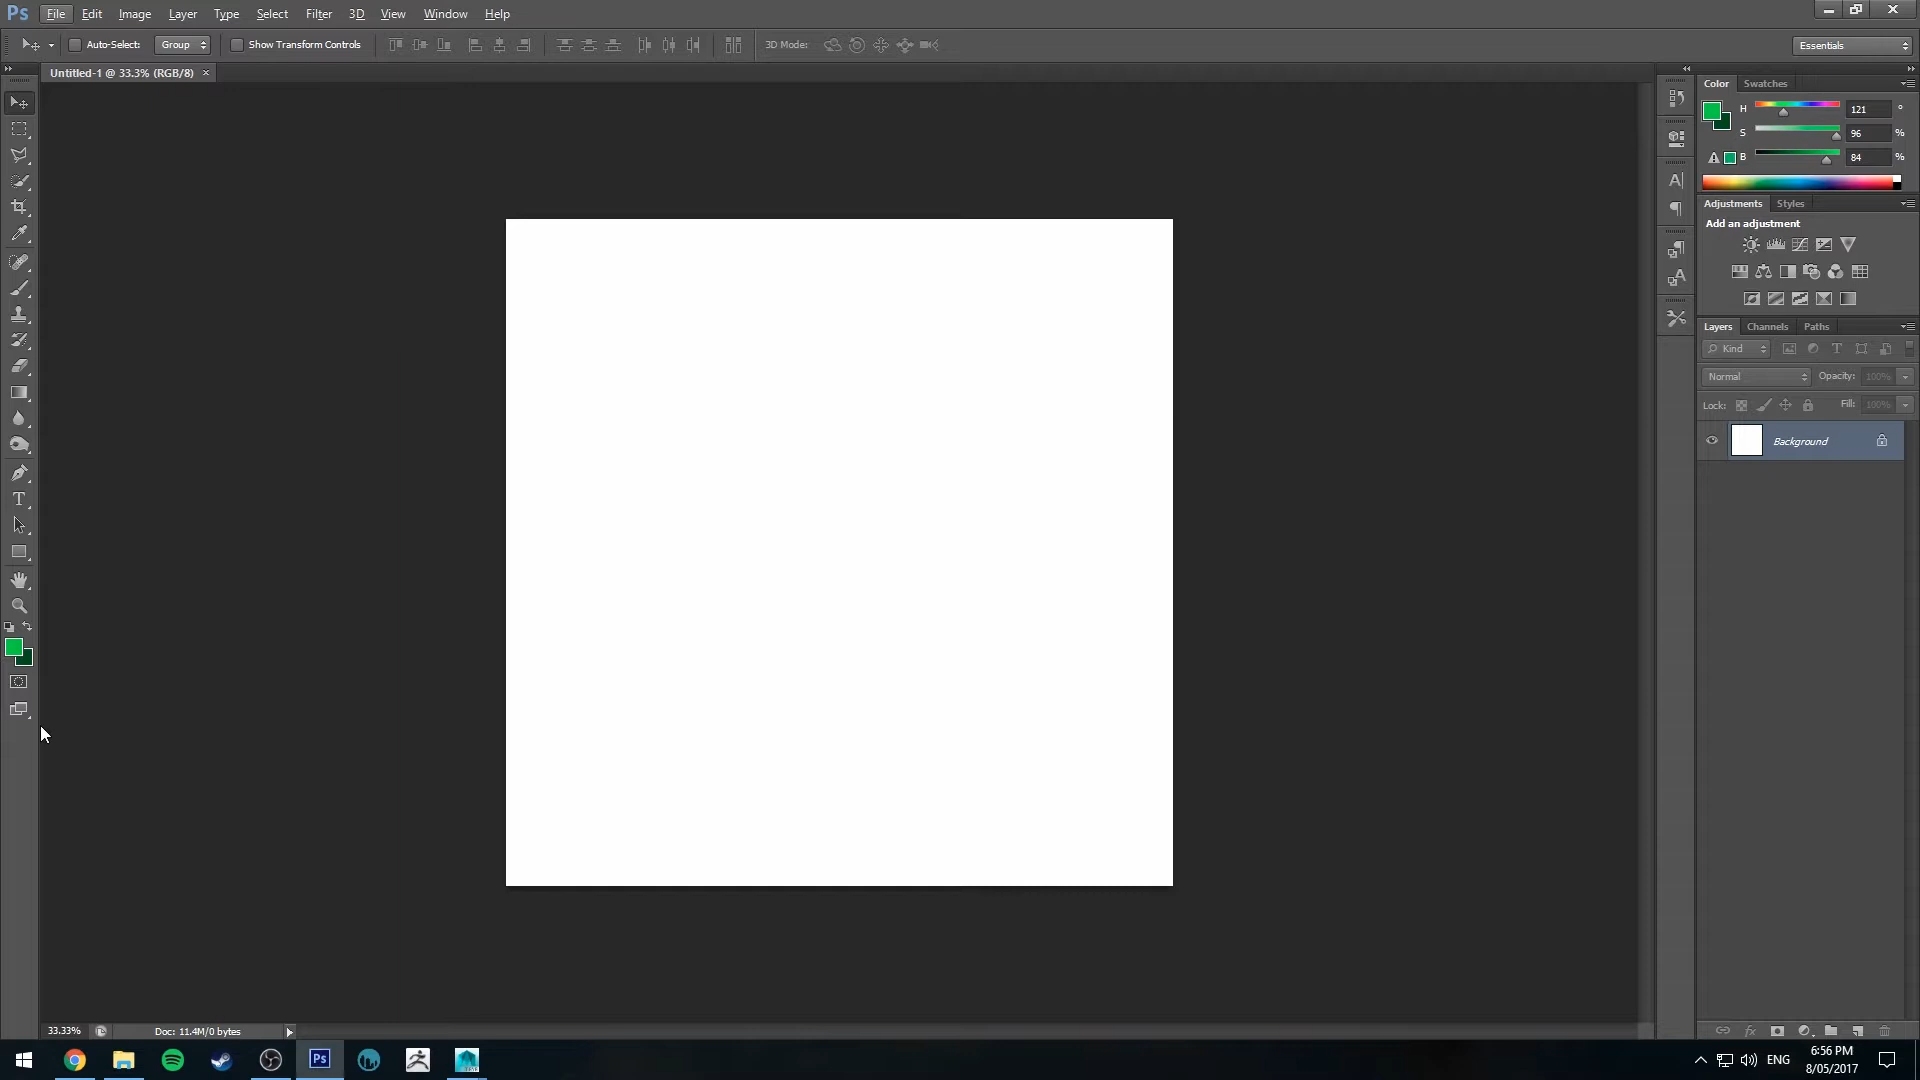 Ps File Edit Image Layer Type Select Filter 3D View Window Help
Auto-Select: Group Show Transform Controls 3D Mode: Essentials
Untitled-1 @ 33.3% (RGB/8) ×
Color Swatches
H 121 °
S 96 %
B 84 %
Adjustments Styles
Add an adjustment
Layers Channels Paths
Kind
Normal Opacity: 100%
Lock: Fill: 100%
Background
33.33% Doc: 11.4M/0 bytes
Ps ENG 6:56 PM
8/05/2017